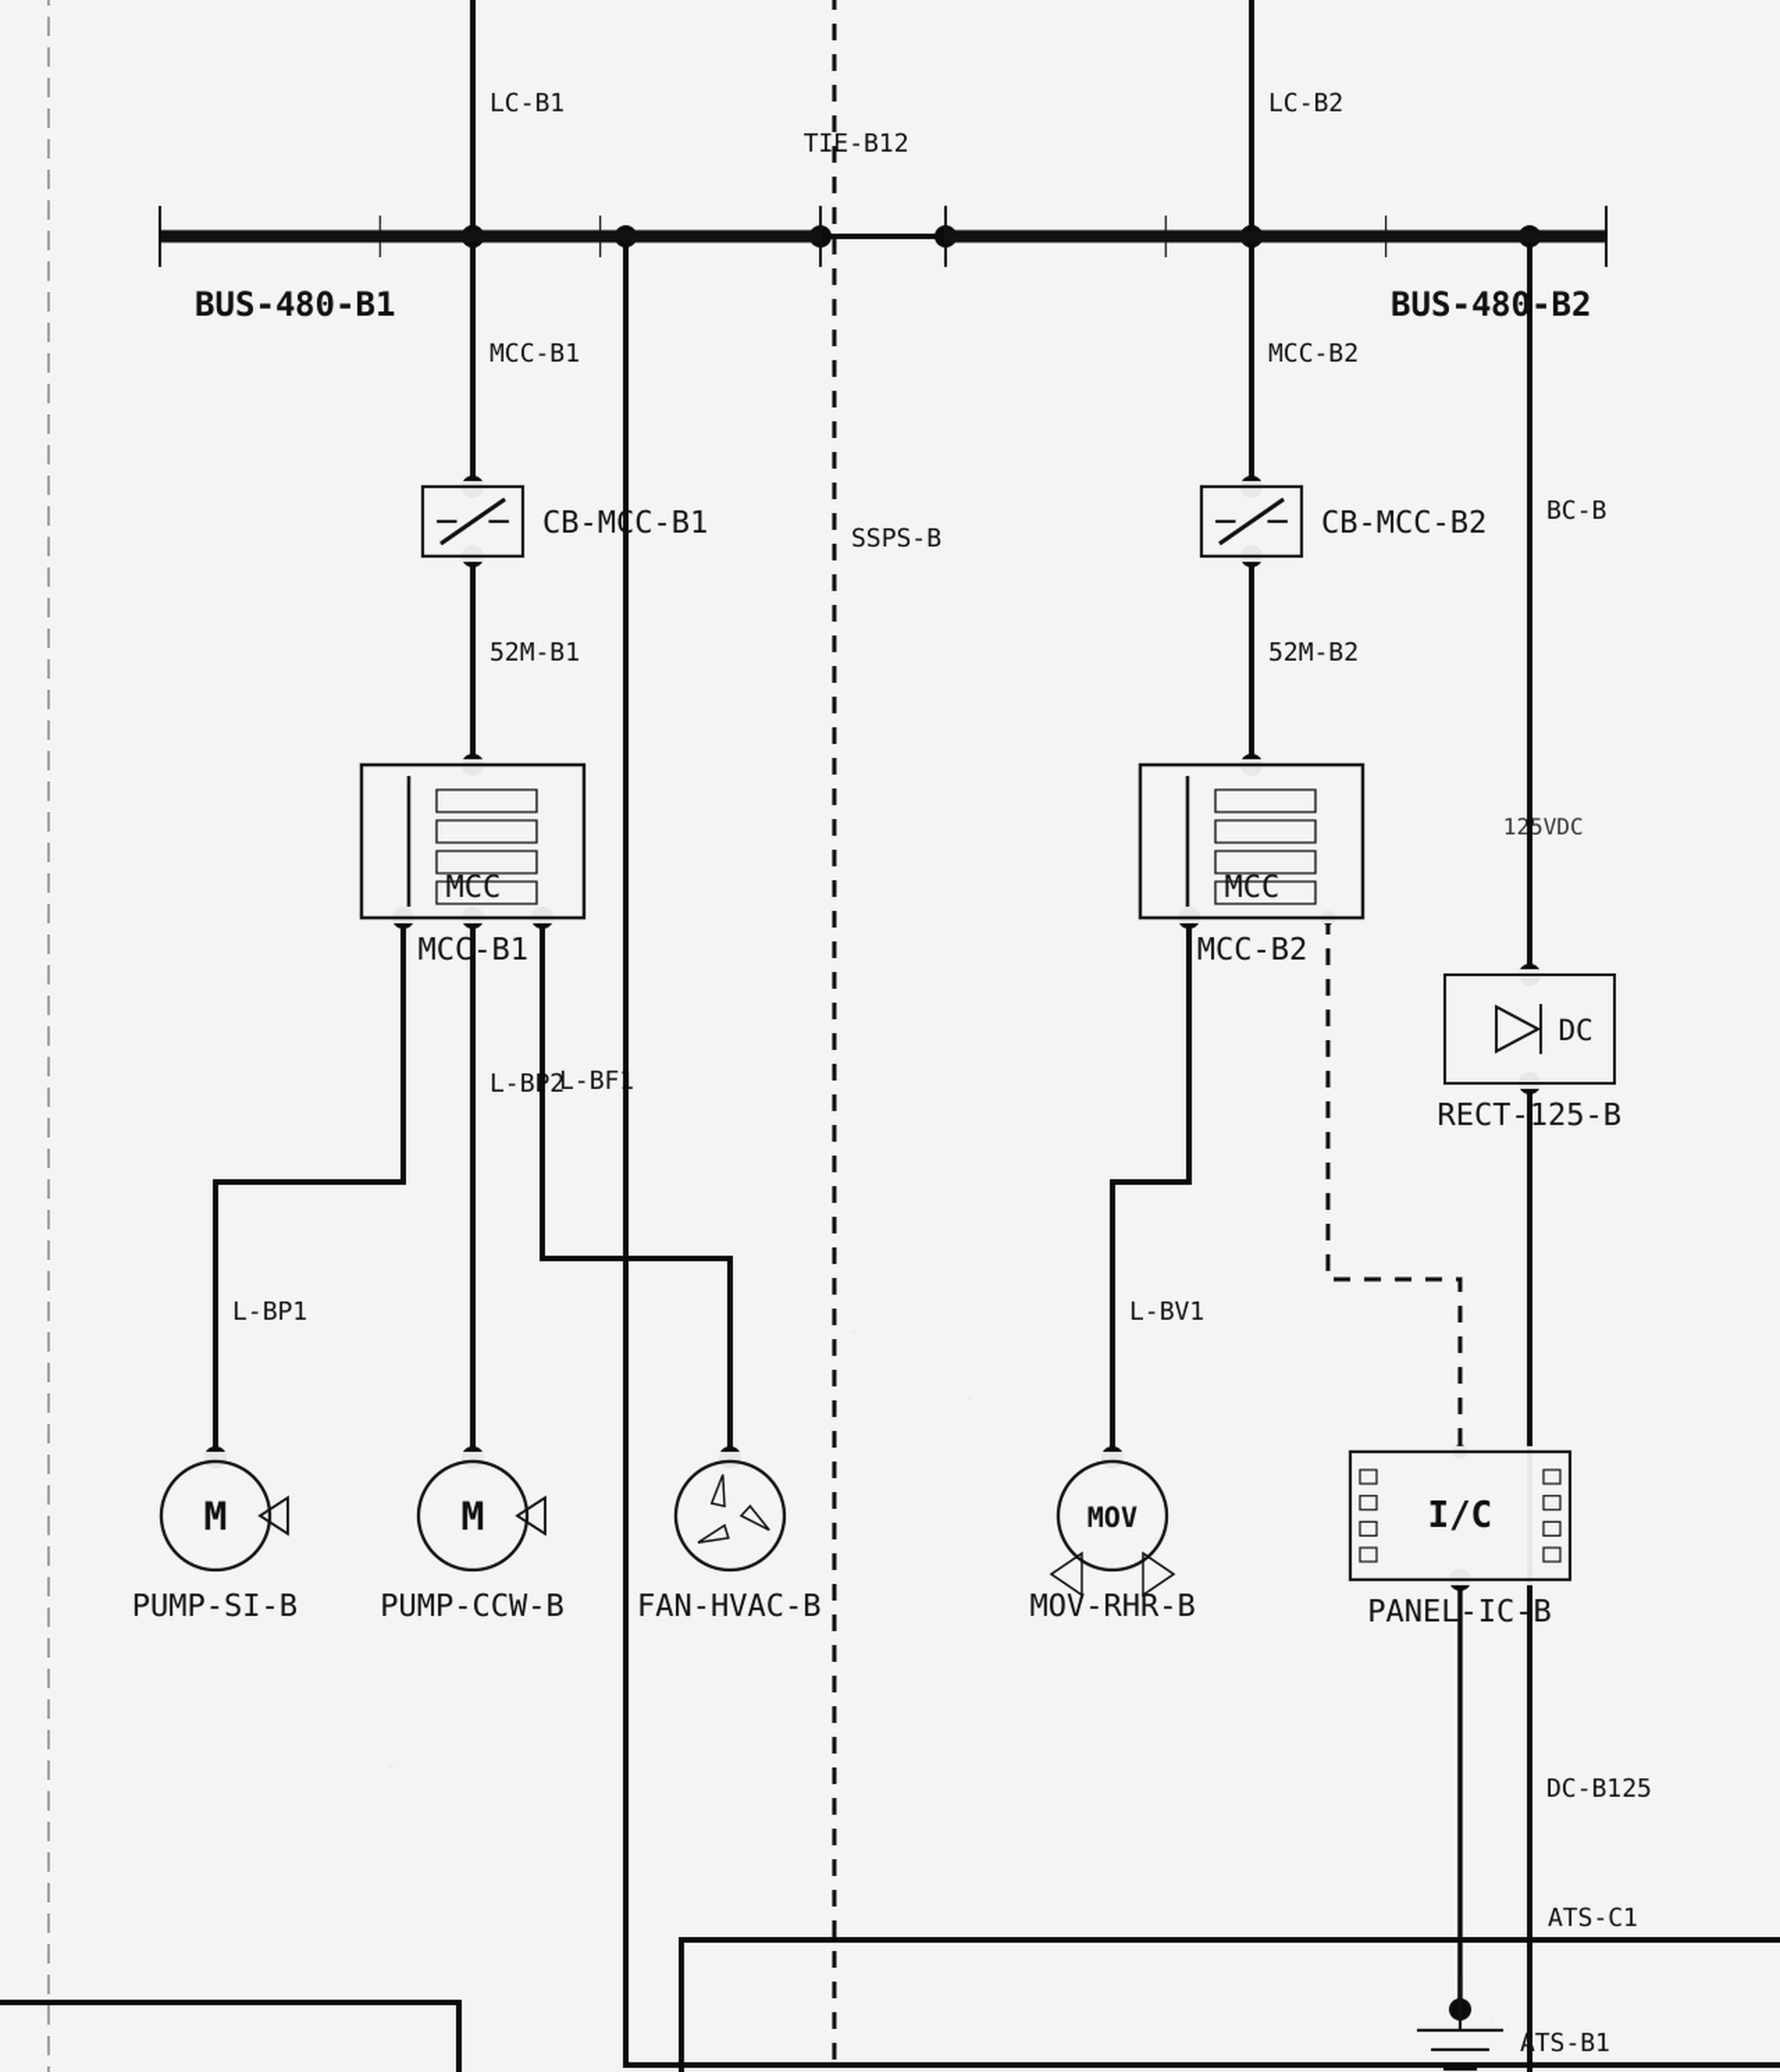 LC-B1
LC-B2
TIE-B12
BUS-480-B1
BUS-480-B2
MCC-B1
MCC-B2
CB-MCC-B1
SSPS-B
CB-MCC-B2
BC-B
52M-B1
52M-B2
125VDC
MCC
MCC
MCC-B1
MCC-B2
DC
L-BP2
L-BF1
RECT-125-B
L-BP1
L-BV1
M
M
MOV
I/C
PUMP-SI-B
PUMP-CCW-B
FAN-HVAC-B
MOV-RHR-B
PANEL-IC-B
DC-B125
ATS-C1
ATS-B1